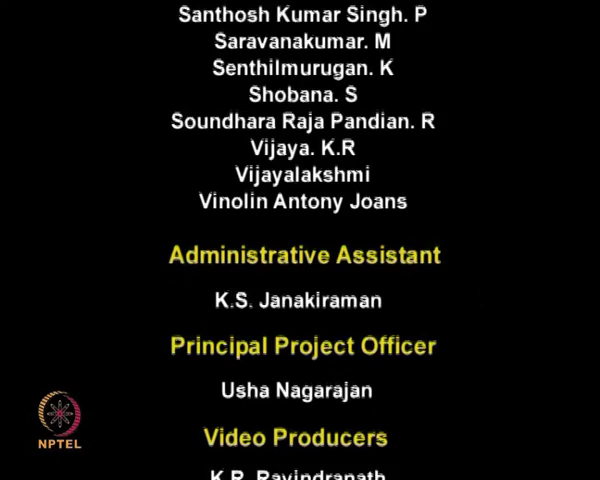 Santhosh Kumar Singh. P
Saravanakumar. M
Senthilmurugan. K
Shobana. S
Soundhara Raja Pandian. R
Vijaya. K.R
Vijayalakshmi
Vinolin Antony Joans
Administrative Assistant
K.S. Janakiraman
Principal Project Officer
Usha Nagarajan
Video Producers
K.R. Ravindranath
NPTEL